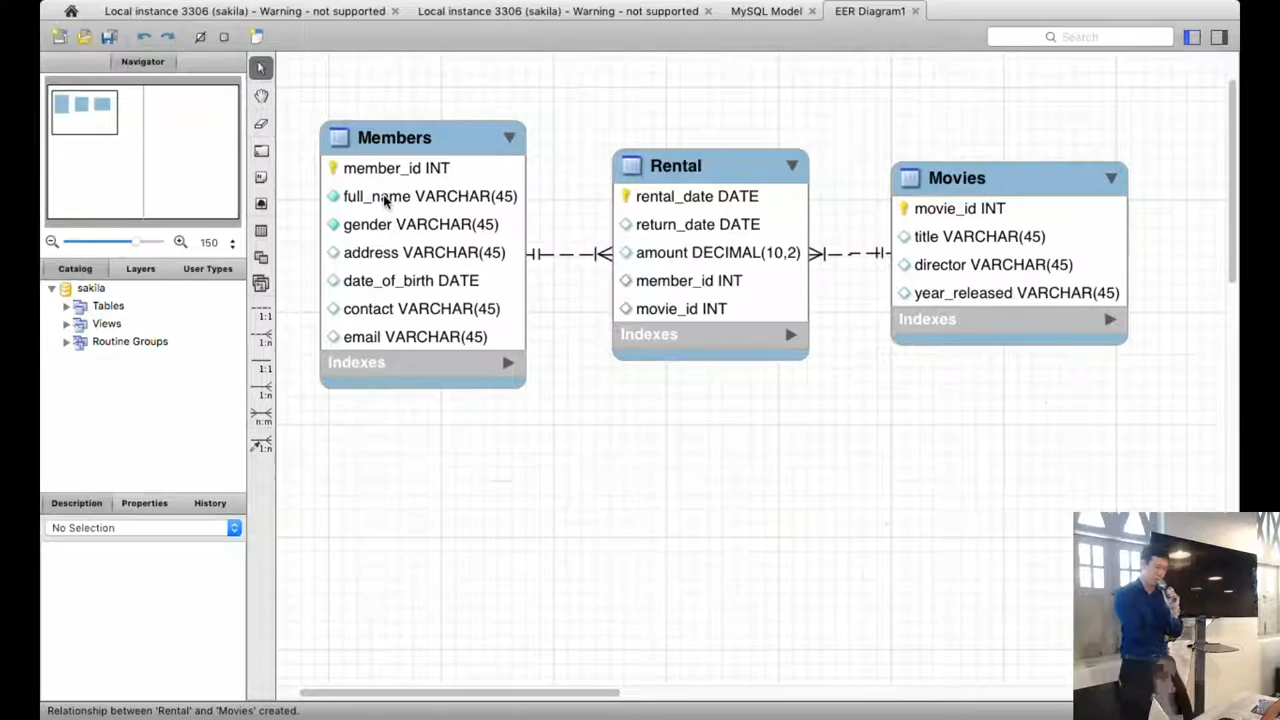 Local instance 3306 (sakila) - Warning - not supported
Local instance 3306 (sakila) - Warning - not supported
MySQL Model
EER Diagram1
Search
Navigator
150
Catalog
Layers
User Types
sakila
Tables
Views
Routine Groups
Description
Properties
History
No Selection
1:1
1:n
1:1
1:n
n:m
1:n
Members
member_id INT
full_name VARCHAR(45)
gender VARCHAR(45)
address VARCHAR(45)
date_of_birth DATE
contact VARCHAR(45)
email VARCHAR(45)
Indexes
Rental
rental_date DATE
return_date DATE
amount DECIMAL(10,2)
member_id INT
movie_id INT
Indexes
Movies
movie_id INT
title VARCHAR(45)
director VARCHAR(45)
year_released VARCHAR(45)
Indexes
Relationship between 'Rental' and 'Movies' created.